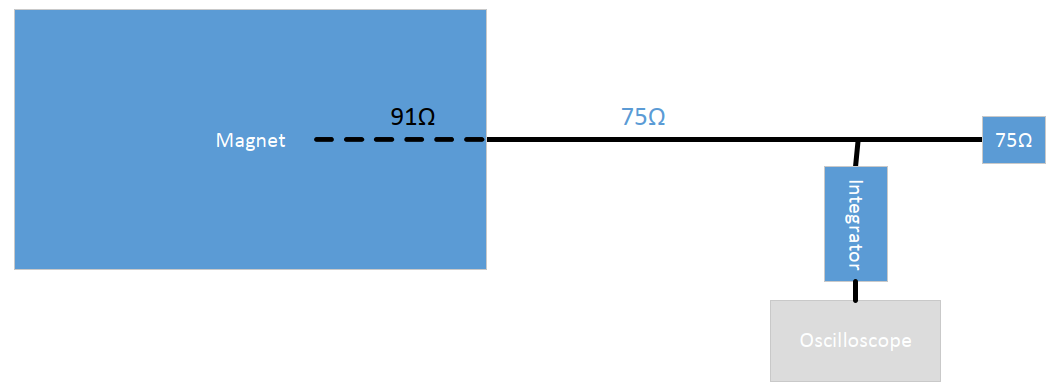 91Ω
75Ω
Magnet
75Ω
Integrator
Oscilloscope